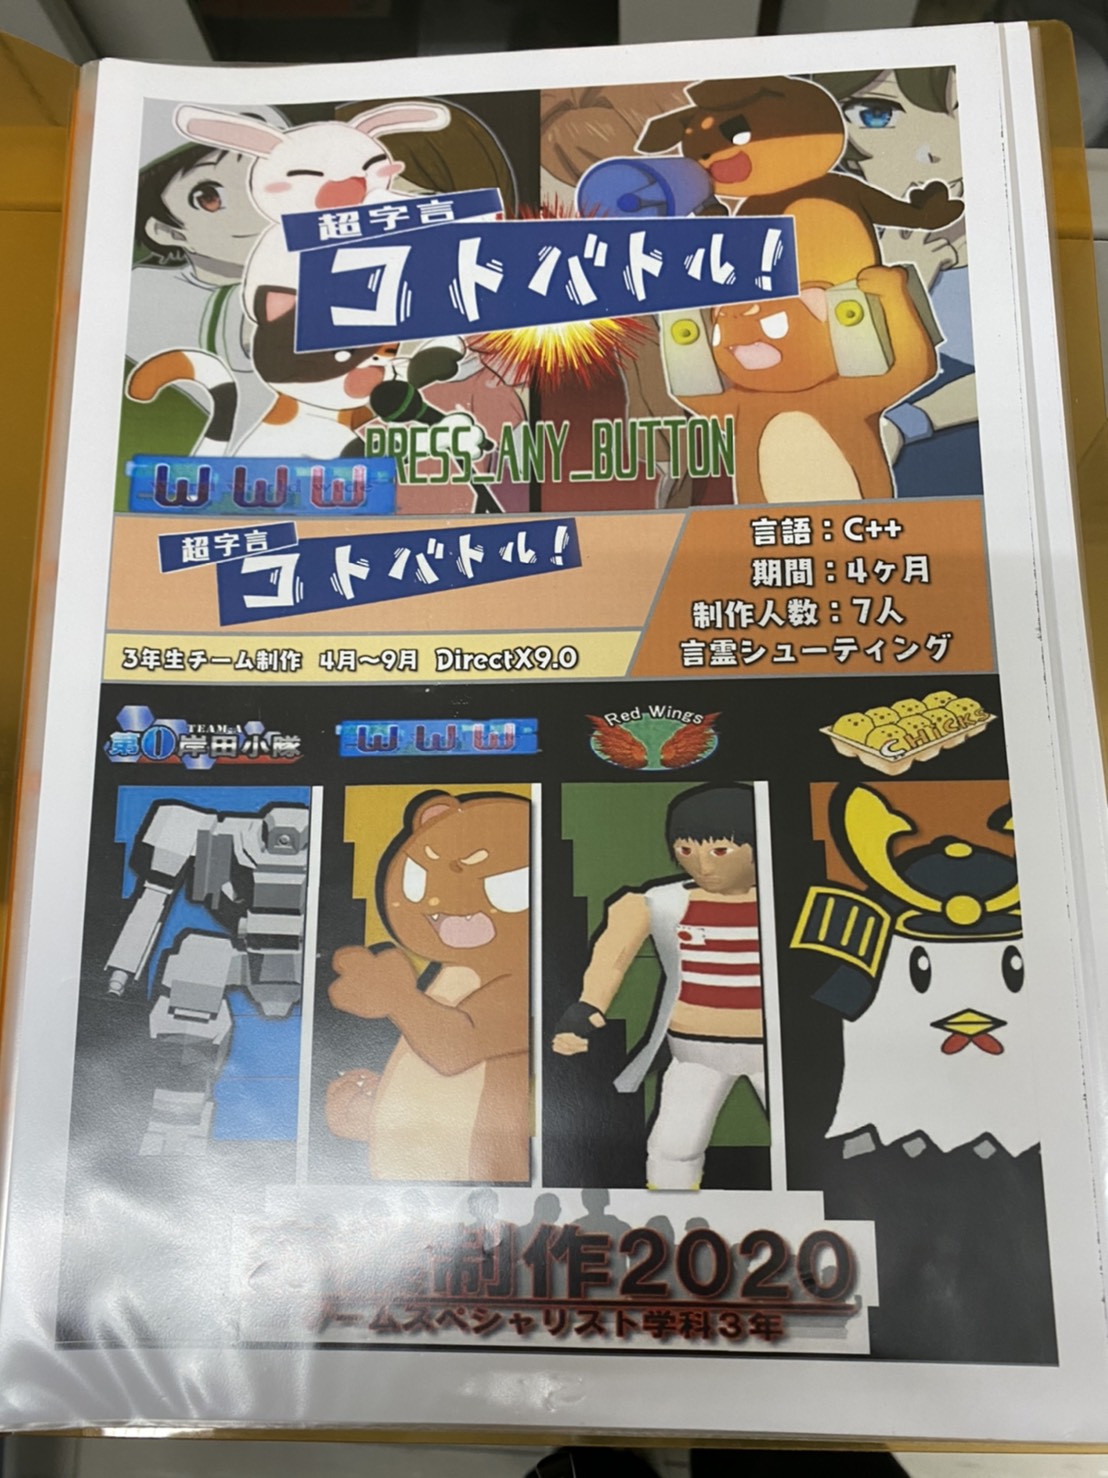 超字言
コトバトル!
PRESS_ANY_BUTTON
W W W
超字言
コトバトル!
言語：C++
期間：4ヶ月
制作人数：7人
言霊シューティング
3年生チーム制作 4月～9月 DirectX9.0
TEAM-A
第0岸田小隊
W W W
Red Wings
CHICKS
制作2020
ゲームスペシャリスト学科3年